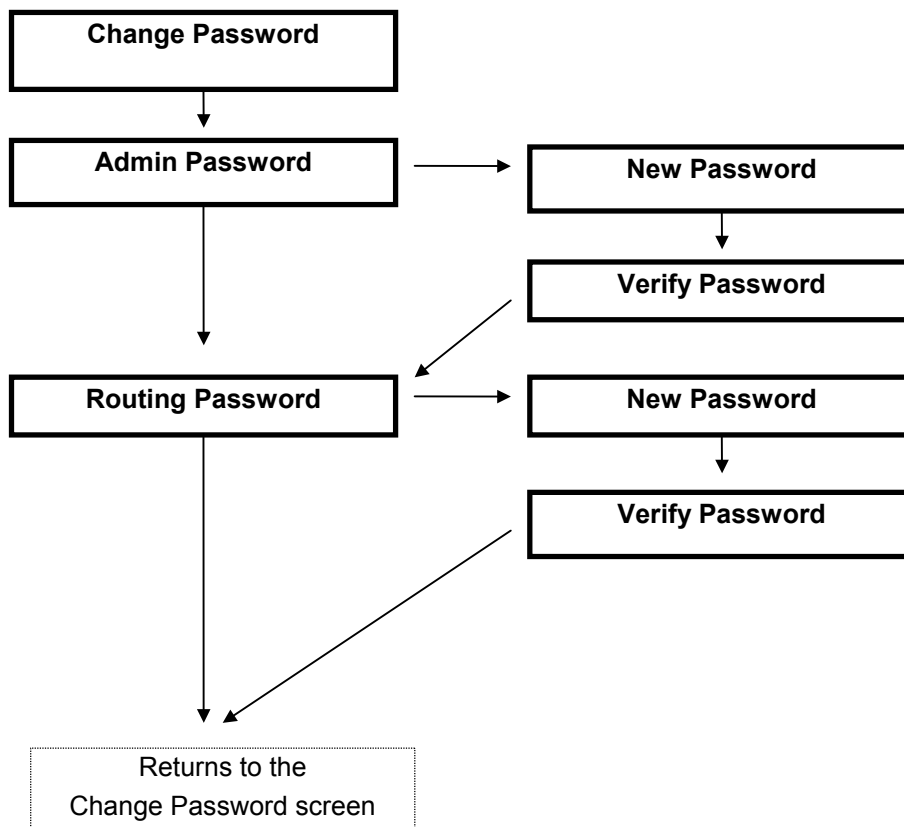 Change Password
Admin Password
New Password
Verify Password
Routing Password
New Password
Verify Password
Returns to the
Change Password screen